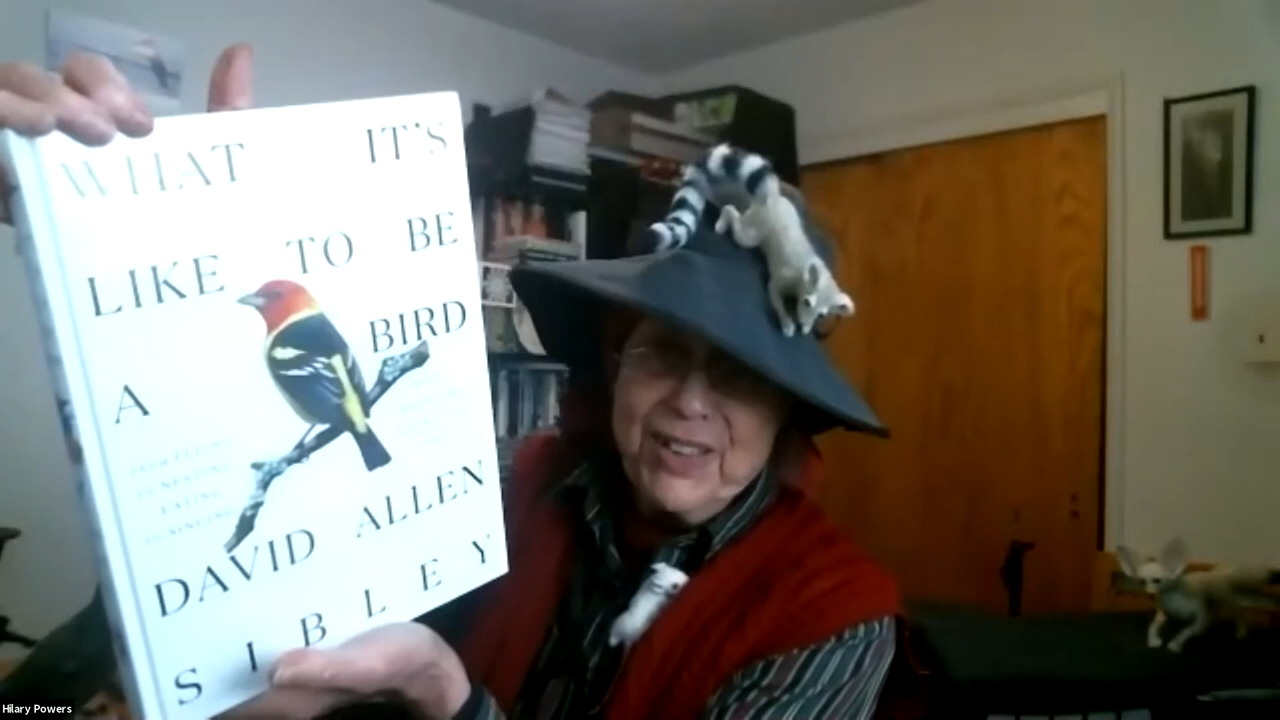 WHAT IT'S
LIKE TO BE
A BIRD
DAVID ALLEN
SIBLEY
Hilary Powers